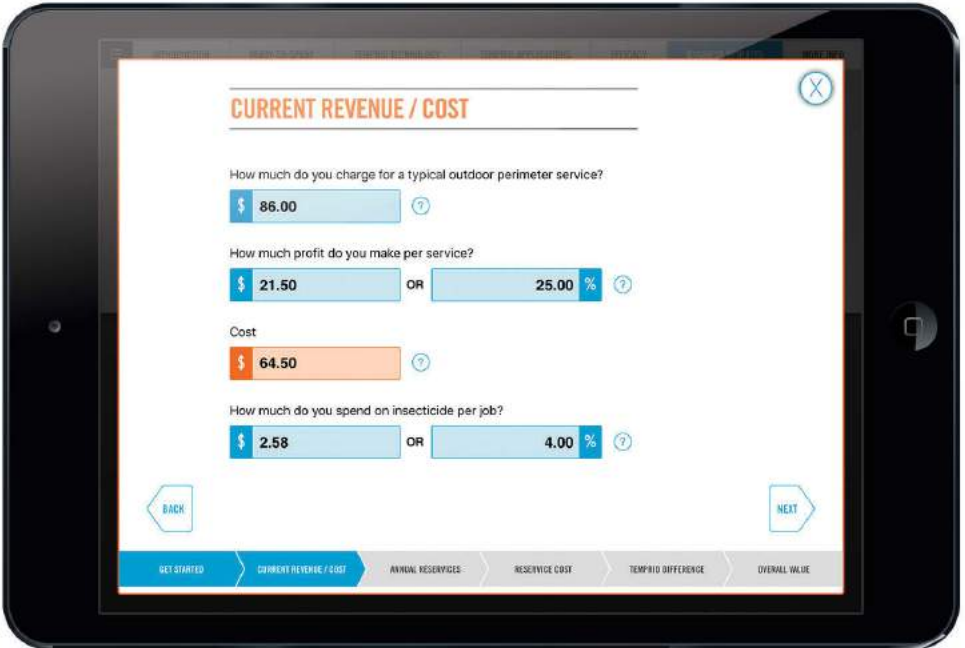 X
CURRENT REVENUE / COST
How much do you charge for a typical outdoor perimeter service?
$ 86.00 ?
How much profit do you make per service?
$ 21.50 OR 25.00 % ?
Cost
$ 64.50 ?
How much do you spend on insecticide per job?
$ 2.58 OR 4.00 % ?
BACK NEXT
GET STARTED CURRENT REVENUE / COST ANNUAL RESERVICES RESERVICE COST TEMPRID DIFFERENCE OVERALL VALUE